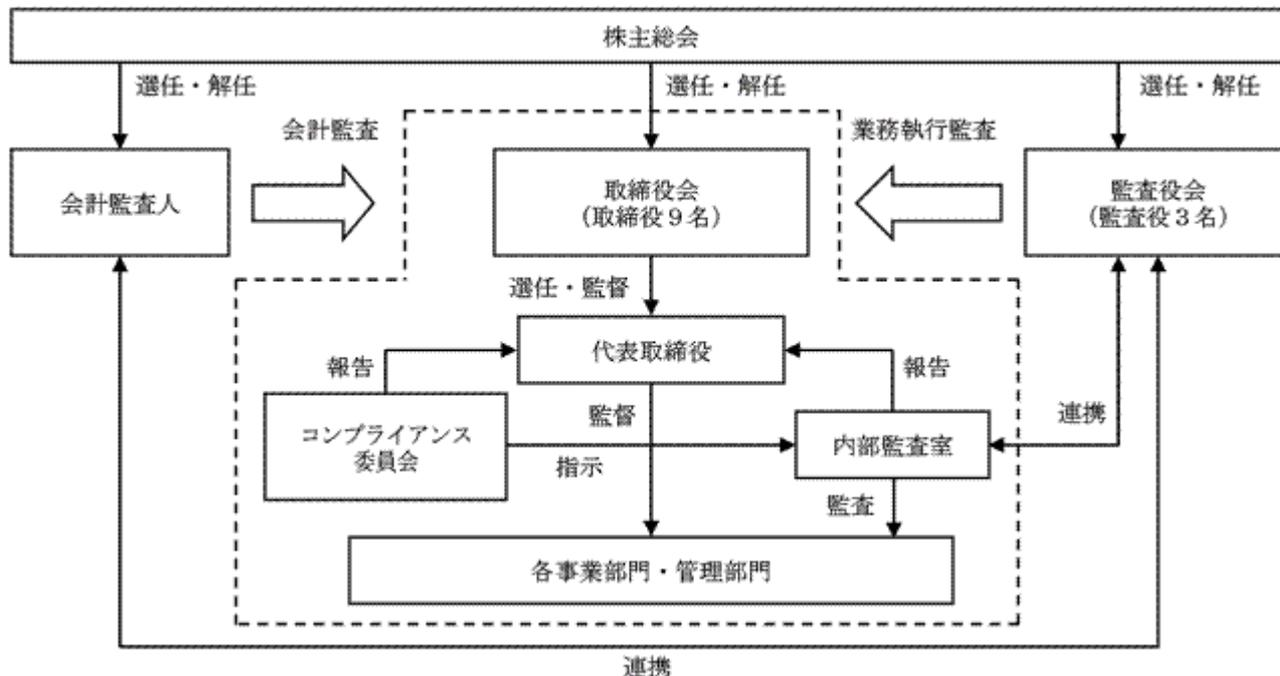 株主総会
選任・解任
選任・解任
選任・解任
会計監査
業務執行監査
会計監査人
取締役会
(取締役9名)
監査役会
(監査役3名)
選任・監督
代表取締役
報告
報告
監督
コンプライアンス
委員会
指示
内部監査室
連携
監査
各事業部門・管理部門
連携